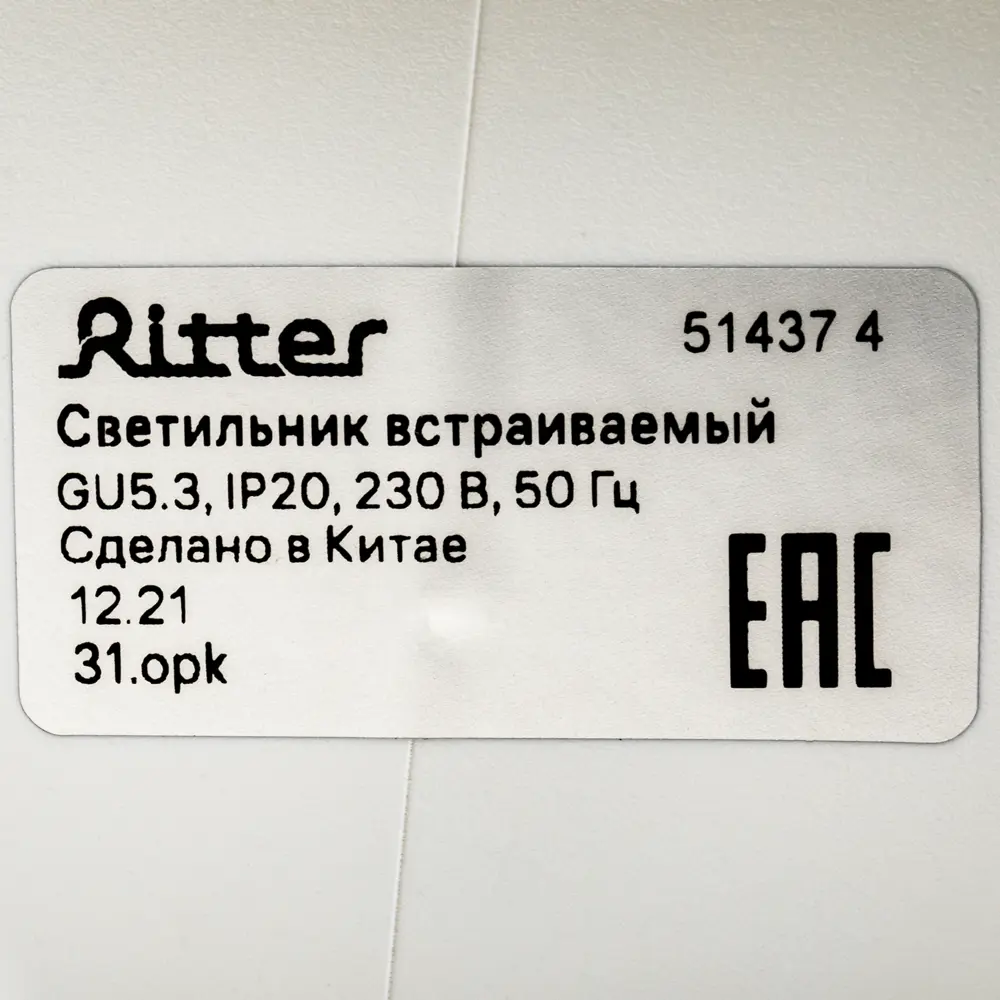 Ritter 51437 4
Светильник встраиваемый
GU5.3, IP20, 230 В, 50 Гц
Сделано в Китае
12.21
31.opk
EAC